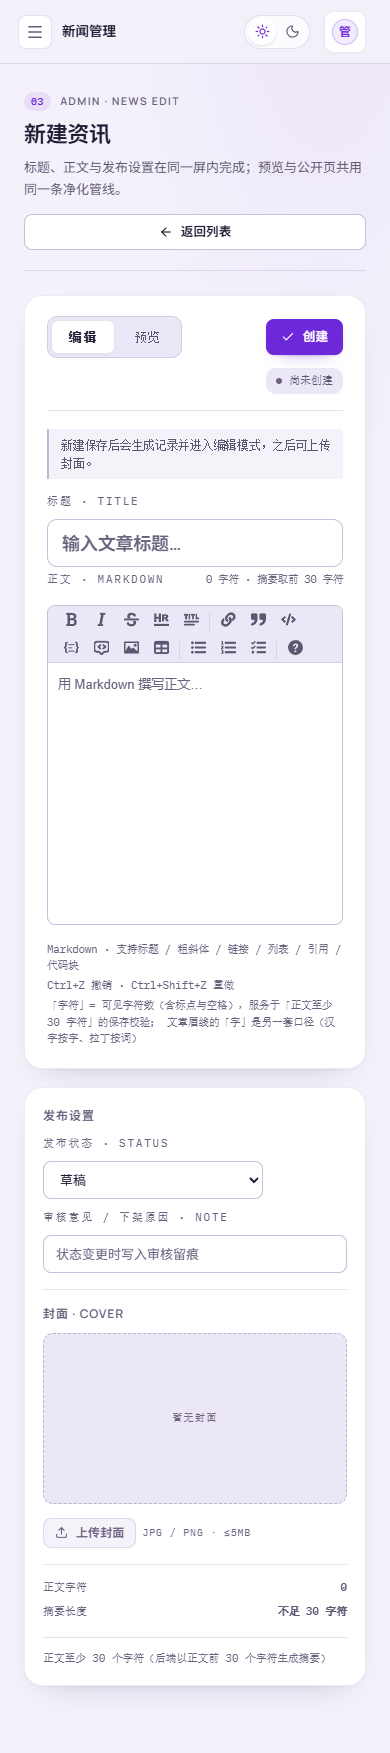 新闻管理
管
03 ADMIN · NEWS EDIT
新建资讯
标题、正文与发布设置在同一屏内完成；预览与公开页共用
同一条净化管线。
返回列表
编辑 预览 创建
尚未创建
新建保存后会生成记录并进入编辑模式，之后可上传
封面。
标题 · TITLE
输入文章标题…
正文 · MARKDOWN 0 字符 · 摘要取前 30 字符
B I S HR TITL
用 Markdown 撰写正文…
Markdown · 支持标题 / 粗斜体 / 链接 / 列表 / 引用 /
代码块
Ctrl+Z 撤销 · Ctrl+Shift+Z 重做
「字符」= 可见字符数（含标点与空格），服务于「正文至少
30 字符」的保存校验； 文章眉线的「字」是另一套口径（汉
字按字、拉丁按词）
发布设置
发布状态 · STATUS
草稿
审核意见 / 下架原因 · NOTE
状态变更时写入审核留痕
封面 · COVER
暂无封面
上传封面 JPG / PNG · ≤5MB
正文字符 0
摘要长度 不足 30 字符
正文至少 30 个字符（后端以正文前 30 个字符生成摘要）